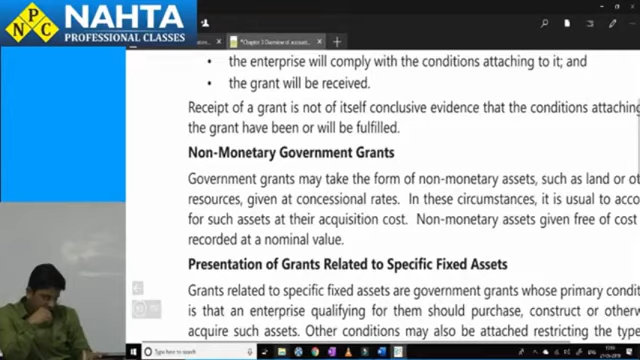 NAHTA
NPC
PROFESSIONAL CLASSES
*Chapter 3 Overview of account
• the enterprise will comply with the conditions attaching to it; and
• the grant will be received.
Receipt of a grant is not of itself conclusive evidence that the conditions attaching
the grant have been or will be fulfilled.
Non-Monetary Government Grants
Government grants may take the form of non-monetary assets, such as land or ot
resources, given at concessional rates. In these circumstances, it is usual to acco
for such assets at their acquisition cost. Non-monetary assets given free of cost
recorded at a nominal value.
Presentation of Grants Related to Specific Fixed Assets
Grants related to specific fixed assets are government grants whose primary condit
is that an enterprise qualifying for them should purchase, construct or otherw
acquire such assets. Other conditions may also be attached restricting the type
Type here to search